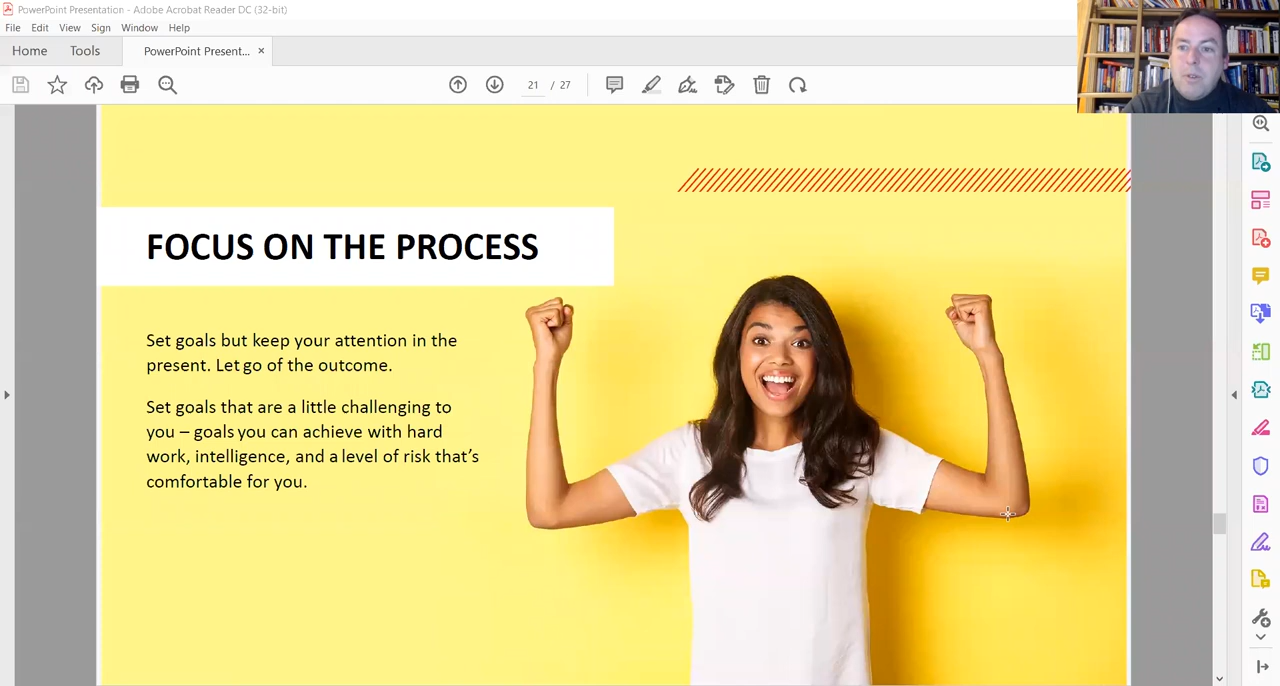 PowerPoint Presentation - Adobe Acrobat Reader DC (32-bit)
File Edit View Sign Window Help
Home Tools PowerPoint Present... ×
21 / 27
FOCUS ON THE PROCESS
Set goals but keep your attention in the
present. Let go of the outcome.
Set goals that are a little challenging to
you – goals you can achieve with hard
work, intelligence, and a level of risk that's
comfortable for you.